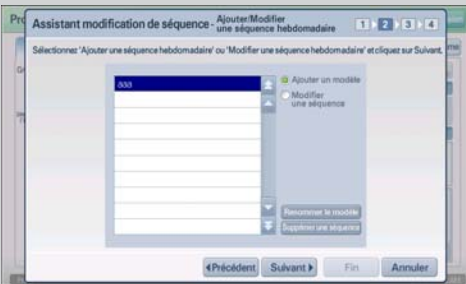 Assistant modification de séquence - Ajouter/Modifier
une séquence hebdomadaire
1 2 3 4
Sélectionnez 'Ajouter une séquence hebdomadaire' ou 'Modifier une séquence hebdomadaire' et cliquez sur Suivant.
aaa
Ajouter un modèle
Modifier
une séquence
Renommer le modèle
Supprimer une séquence
Précédent
Suivant
Fin
Annuler